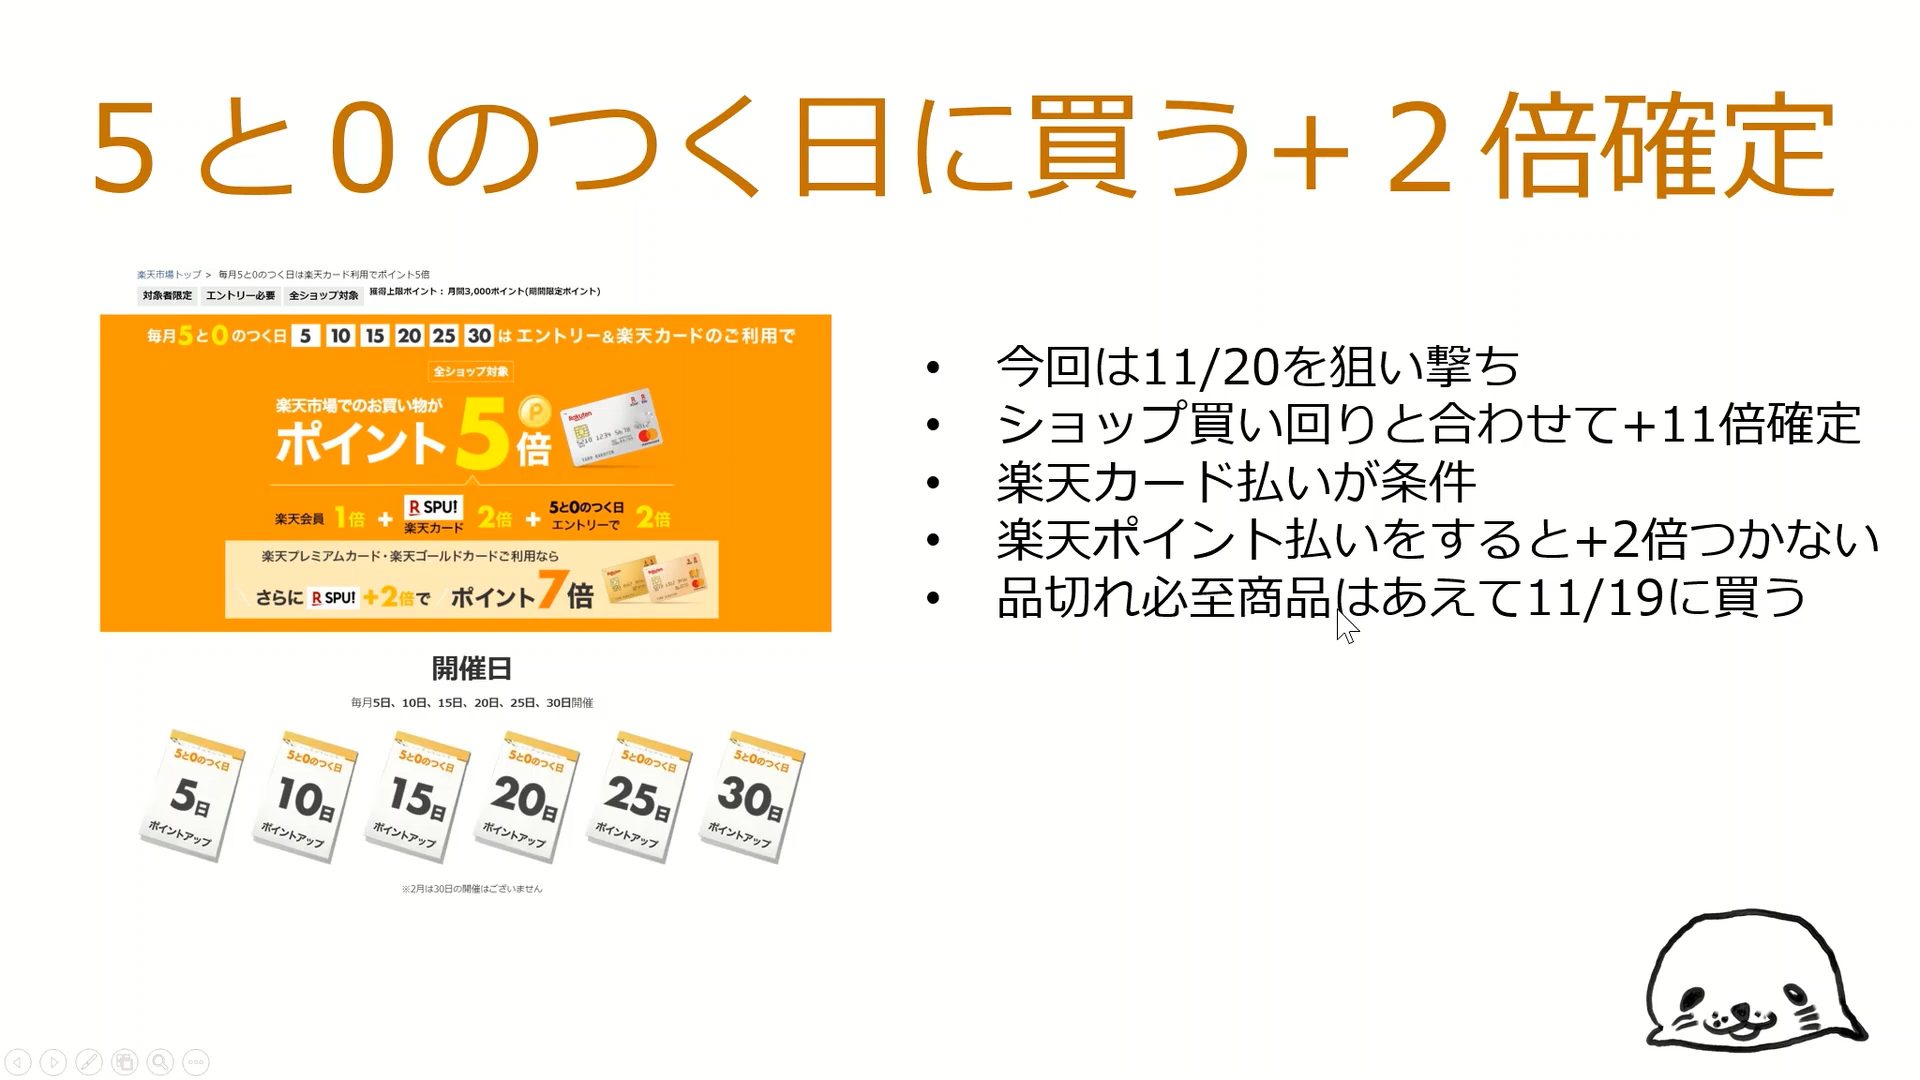 ５と０のつく日に買う＋２倍確定
楽天市場トップ > 毎月5と0のつく日は楽天カード利用でポイント5倍
対象者限定 エントリー必要 全ショップ対象 獲得上限ポイント : 月間3,000ポイント(期間限定ポイント)
毎月5と0のつく日 5 10 15 20 25 30 は エントリー&楽天カードのご利用で
全ショップ対象
楽天市場でのお買い物が
ポイント5倍
Rakuten
楽天会員 1倍 + R SPU! 楽天カード 2倍 + 5と0のつく日 エントリーで 2倍
楽天プレミアムカード・楽天ゴールドカードご利用なら
さらに R SPU! +2倍で ポイント7倍
開催日
毎月5日、10日、15日、20日、25日、30日開催
5と0のつく日 5と0のつく日 5と0のつく日 5と0のつく日 5と0のつく日 5と0のつく日
5日 10日 15日 20日 25日 30日
ポイントアップ ポイントアップ ポイントアップ ポイントアップ ポイントアップ ポイントアップ
※2月は30日の開催はございません
• 今回は11/20を狙い撃ち
• ショップ買い回りと合わせて+11倍確定
• 楽天カード払いが条件
• 楽天ポイント払いをすると+2倍つかない
• 品切れ必至商品はあえて11/19に買う